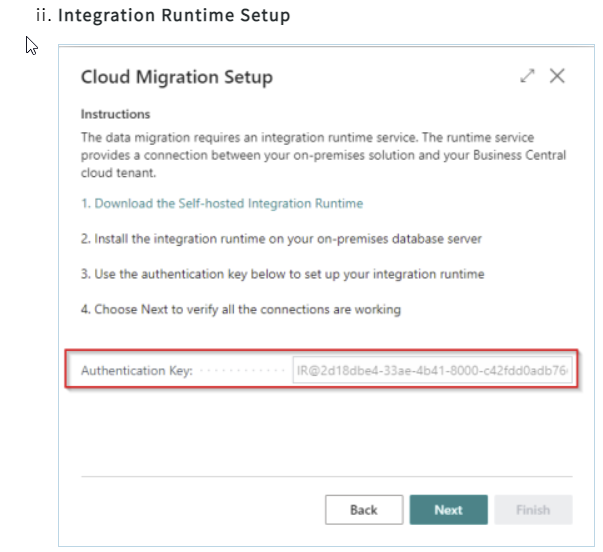 ii. Integration Runtime Setup
Cloud Migration Setup
Instructions
The data migration requires an integration runtime service. The runtime service
provides a connection between your on-premises solution and your Business Central
cloud tenant.
1. Download the Self-hosted Integration Runtime
2. Install the integration runtime on your on-premises database server
3. Use the authentication key below to set up your integration runtime
4. Choose Next to verify all the connections are working
Authentication Key: IR@2d18dbe4-33ae-4b41-8000-c42fdd0adb76
Back Next Finish